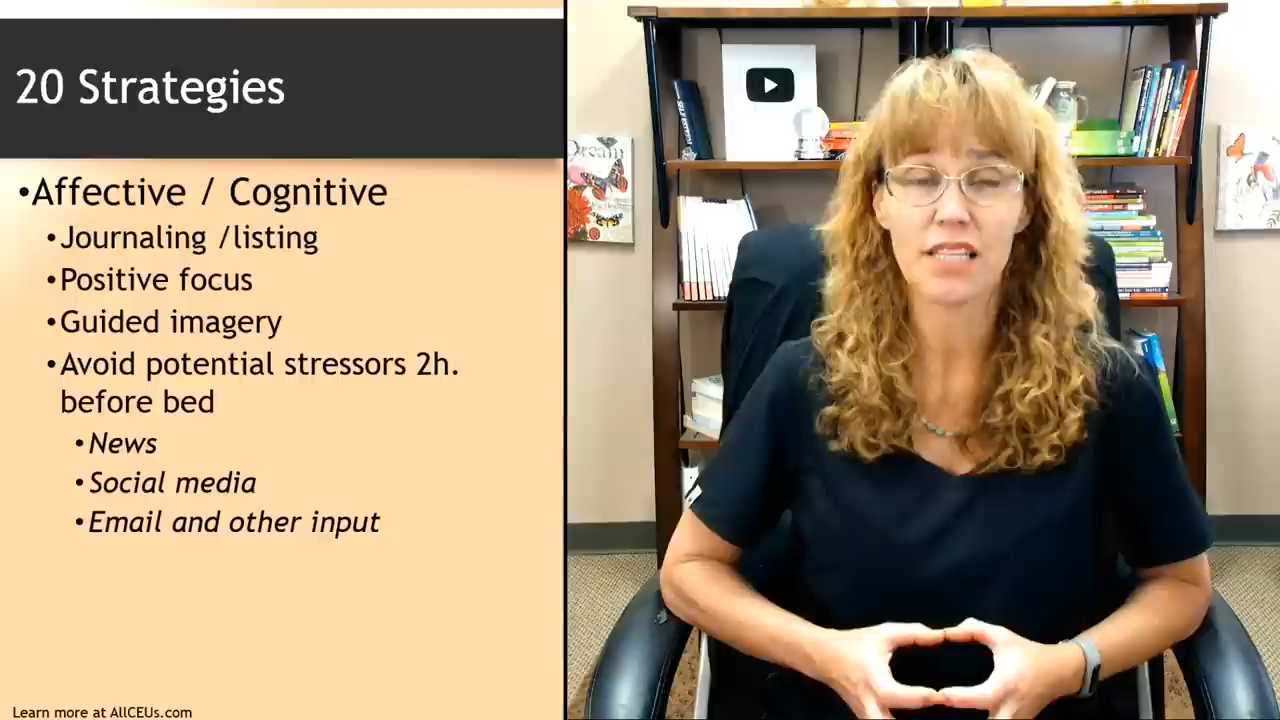 20 Strategies
•Affective / Cognitive
•Journaling /listing
•Positive focus
•Guided imagery
•Avoid potential stressors 2h.
before bed
•News
•Social media
•Email and other input
Learn more at AllCEUs.com
Dream